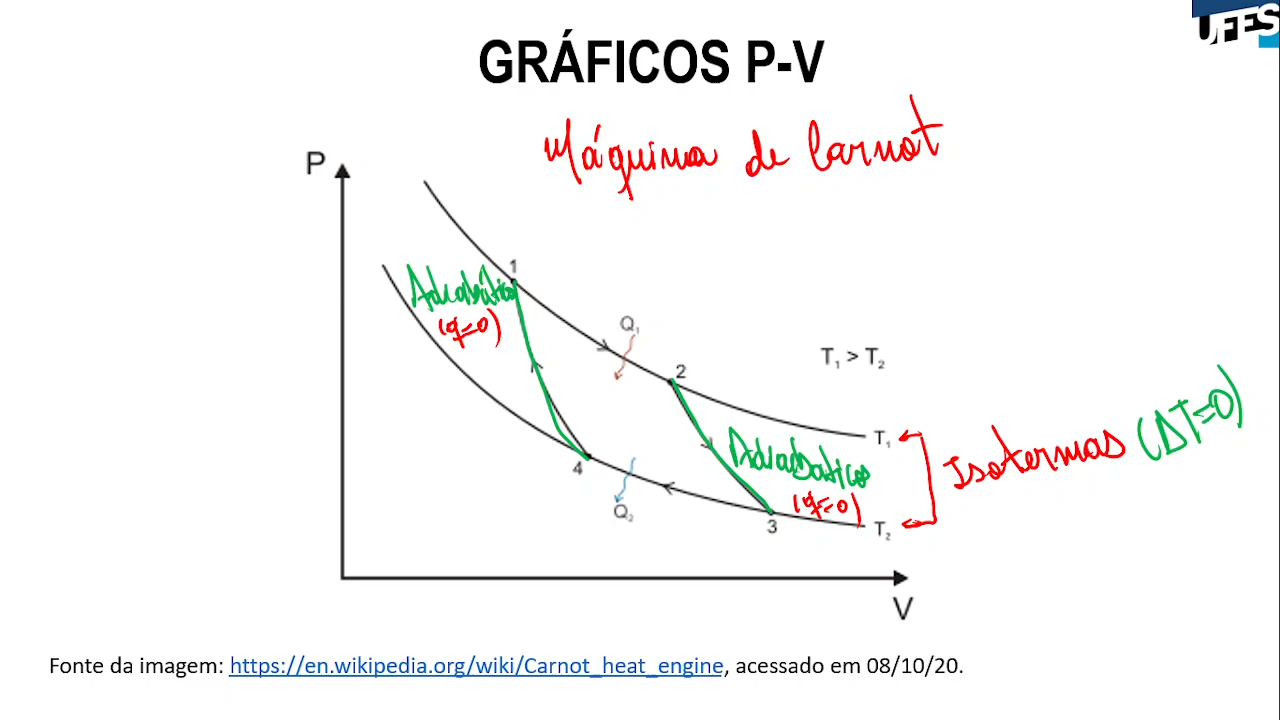 UFES
GRÁFICOS P-V
Máquina de Carnot
P
1
Adiabático
(q=0)
Q₁
2
T₁ > T₂
T₁
Isotermas (ΔT=0)
Adiabático
(q=0)
4
Q₂
3
T₂
V
Fonte da imagem: https://en.wikipedia.org/wiki/Carnot_heat_engine, acessado em 08/10/20.